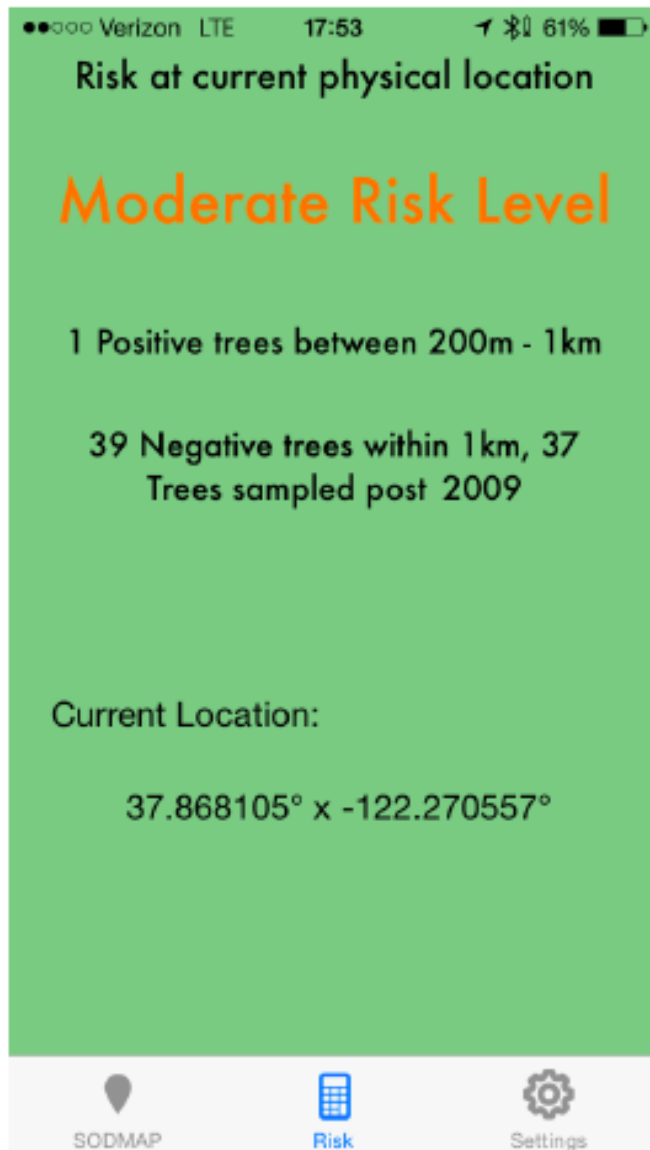 Verizon LTE 17:53 61%
Risk at current physical location
Moderate Risk Level
1 Positive trees between 200m - 1km
39 Negative trees within 1km, 37
Trees sampled post 2009
Current Location:
37.868105° x -122.270557°
SODMAP Risk Settings